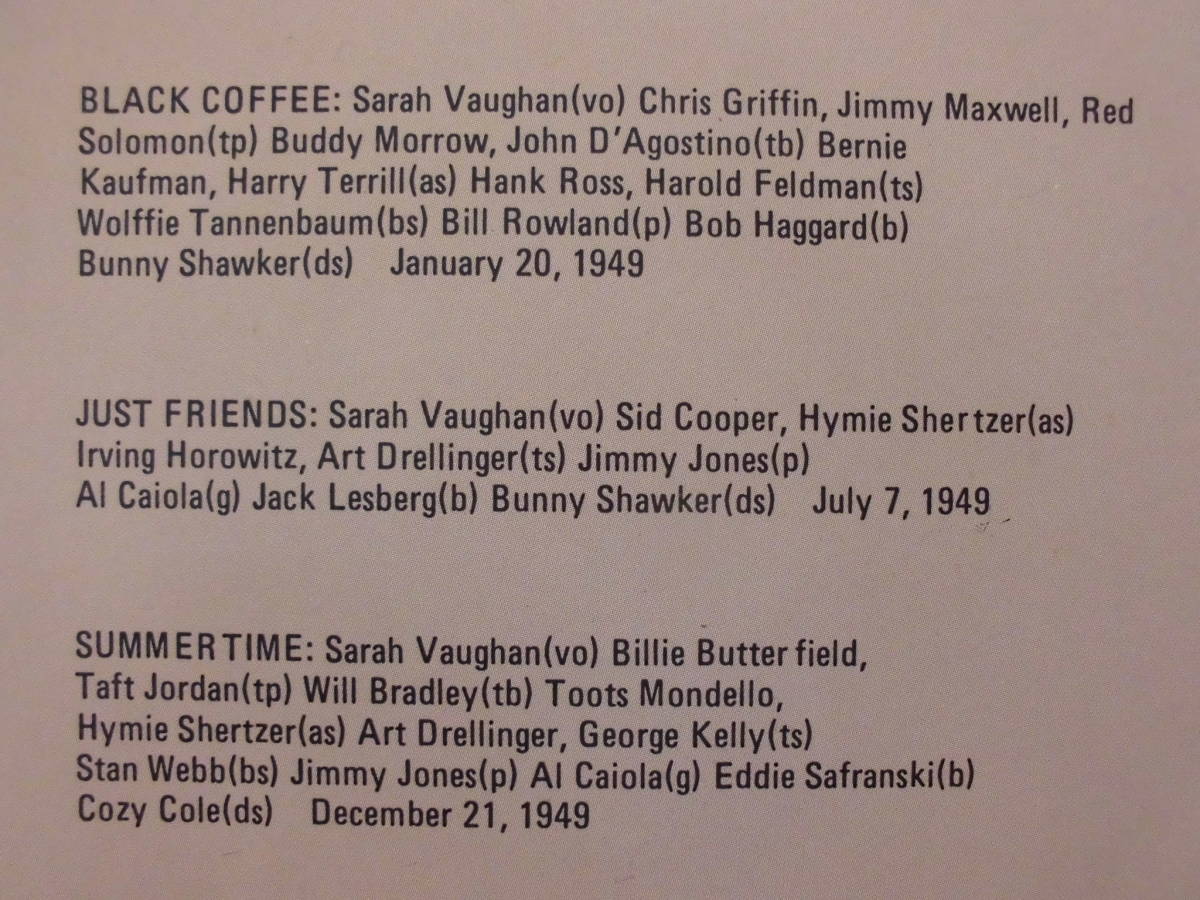 BLACK COFFEE: Sarah Vaughan(vo) Chris Griffin, Jimmy Maxwell, Red
Solomon(tp) Buddy Morrow, John D'Agostino(tb) Bernie
Kaufman, Harry Terrill(as) Hank Ross, Harold Feldman(ts)
Wolffie Tannenbaum(bs) Bill Rowland(p) Bob Haggard(b)
Bunny Shawker(ds) January 20, 1949
JUST FRIENDS: Sarah Vaughan(vo) Sid Cooper, Hymie Shertzer(as)
Irving Horowitz, Art Drellinger(ts) Jimmy Jones(p)
Al Caiola(g) Jack Lesberg(b) Bunny Shawker(ds) July 7, 1949
SUMMERTIME: Sarah Vaughan(vo) Billie Butterfield,
Taft Jordan(tp) Will Bradley(tb) Toots Mondello,
Hymie Shertzer(as) Art Drellinger, George Kelly(ts)
Stan Webb(bs) Jimmy Jones(p) Al Caiola(g) Eddie Safranski(b)
Cozy Cole(ds) December 21, 1949